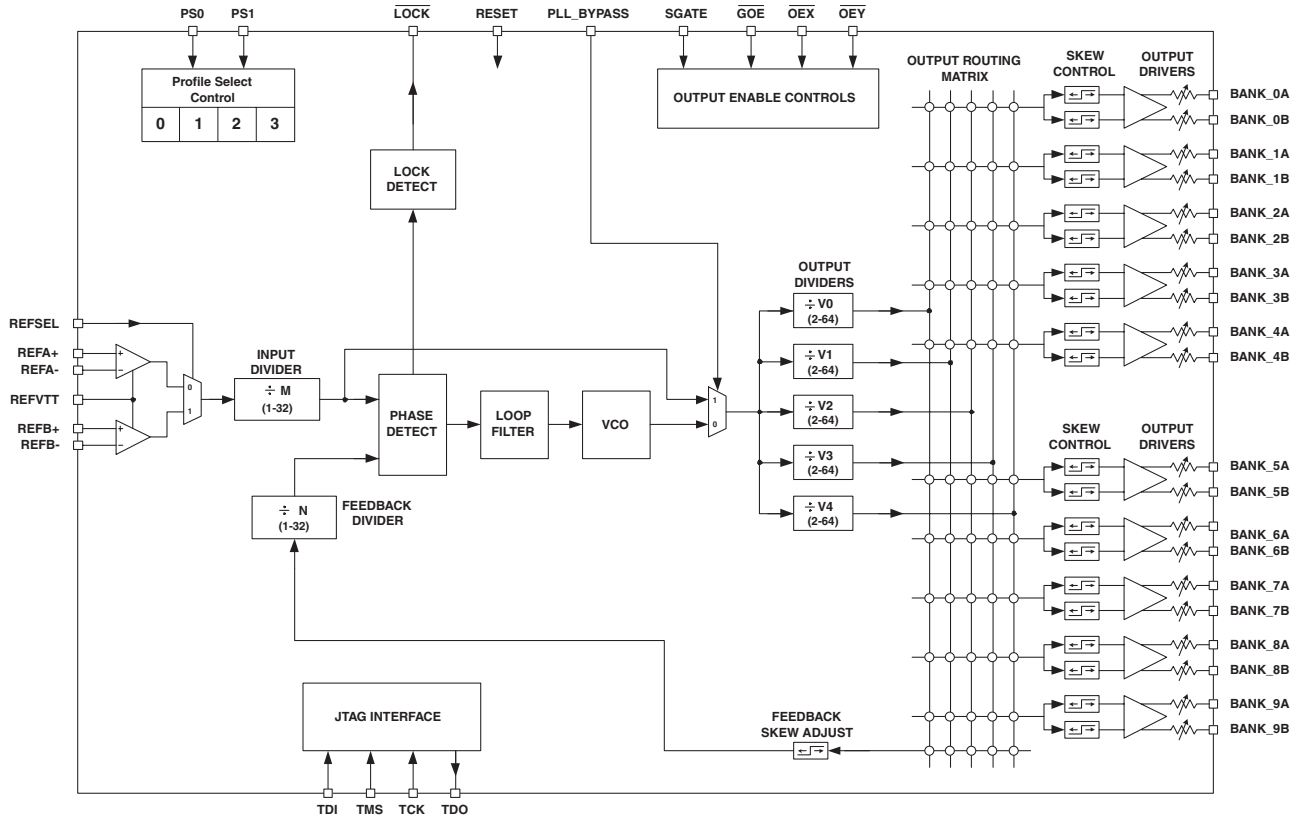 PS0 PS1 LOCK RESET PLL_BYPASS SGATE GOE OEX OEY
Profile Select
Control
0 1 2 3
OUTPUT ENABLE CONTROLS
OUTPUT ROUTING
MATRIX
SKEW
CONTROL
OUTPUT
DRIVERS
BANK_0A
BANK_0B
BANK_1A
BANK_1B
BANK_2A
BANK_2B
BANK_3A
BANK_3B
BANK_4A
BANK_4B
LOCK
DETECT
OUTPUT
DIVIDERS
÷ V0
(2-64)
÷ V1
(2-64)
÷ V2
(2-64)
÷ V3
(2-64)
÷ V4
(2-64)
REFSEL
REFA+
REFA-
REFVTT
REFB+
REFB-
+
−
+
−
0
1
INPUT
DIVIDER
÷ M
(1-32)
PHASE
DETECT
LOOP
FILTER
VCO
1
0
÷ N
(1-32)
FEEDBACK
DIVIDER
SKEW
CONTROL
OUTPUT
DRIVERS
BANK_5A
BANK_5B
BANK_6A
BANK_6B
BANK_7A
BANK_7B
BANK_8A
BANK_8B
BANK_9A
BANK_9B
JTAG INTERFACE
FEEDBACK
SKEW ADJUST
TDI TMS TCK TDO